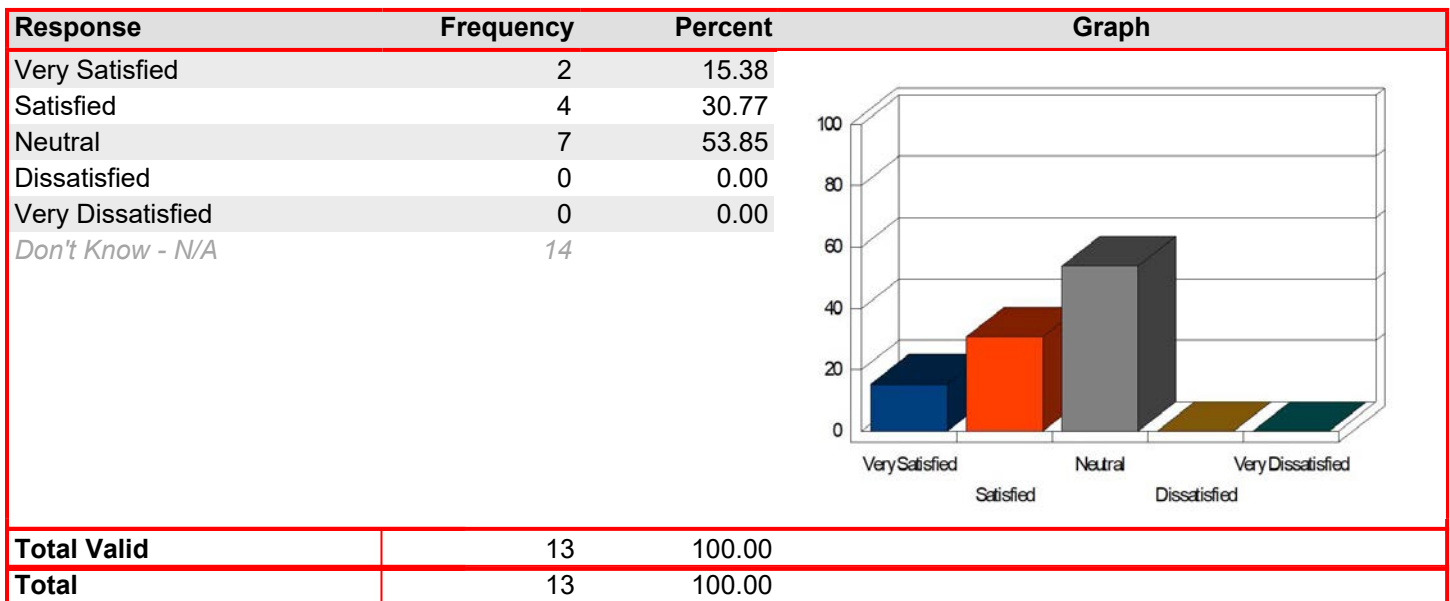 Response Frequency Percent Graph
Very Satisfied 2 15.38
Satisfied 4 30.77
Neutral 7 53.85
Dissatisfied 0 0.00
Very Dissatisfied 0 0.00
Don't Know - N/A 14
100
80
60
40
20
0
Very Satisfied Neutral Very Dissatisfied
Satisfied Dissatisfied
Total Valid 13 100.00
Total 13 100.00